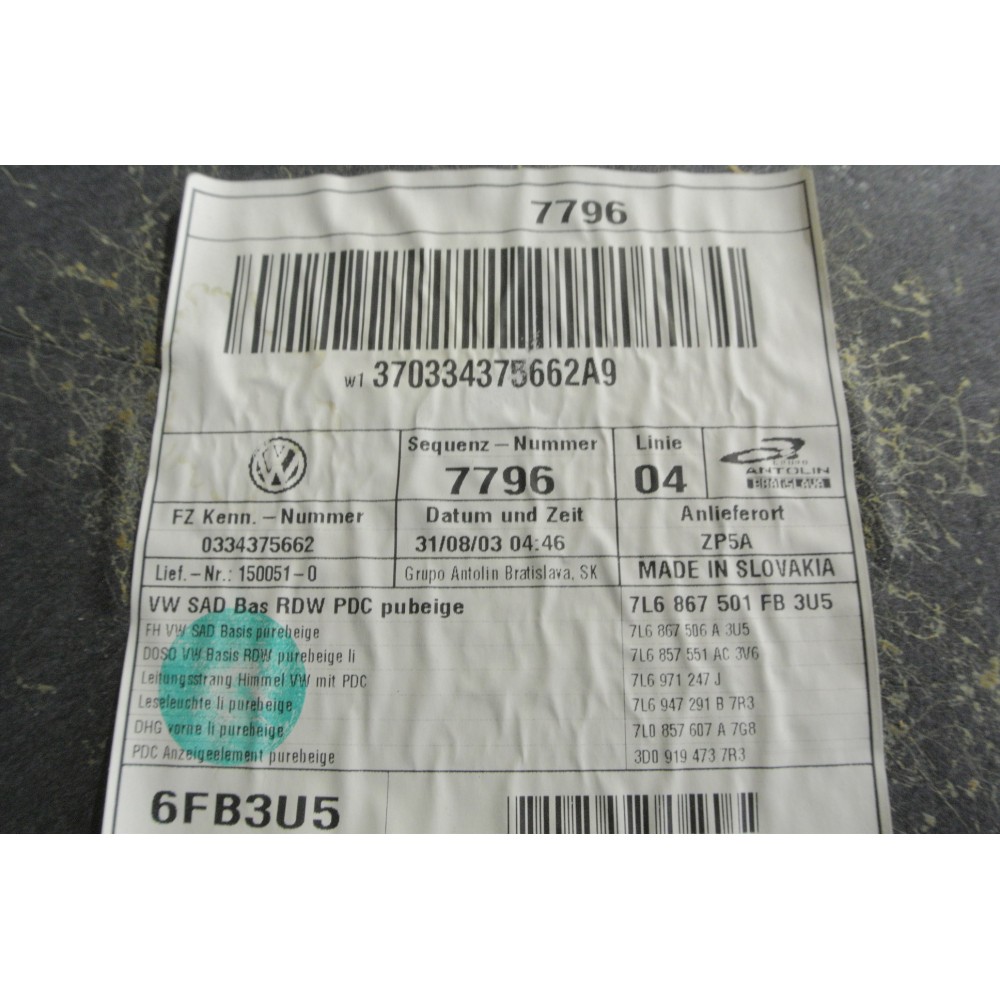 7796
W1 370334375662A9
Sequenz - Nummer
7796
Linie
04
ANTOLIN
BRATISLAVA
FZ Kenn. - Nummer
0334375662
Datum und Zeit
31/08/03 04:46
Anlieferort
ZP5A
Lief. - Nr.: 150051-0
Grupo Antolin Bratislava, SK
MADE IN SLOVAKIA
VW SAD Bas RDW PDC pubeige 7L6 867 501 FB 3U5
FH VW SAD Basis purebeige 7L6 867 506 A 3U5
DOSO VW Basis RDW purebeige li 7L6 857 551 AC 3V6
Leitungsstrang Himmel VW mit PDC 7L6 971 247 J
Leseleuchte li purebeige 7L6 947 291 B 7R3
DHG vorne li purebeige 7L0 857 607 A 7G8
PDC Anzeigeelement purebeige 3D0 919 473 7R3
6FB3U5